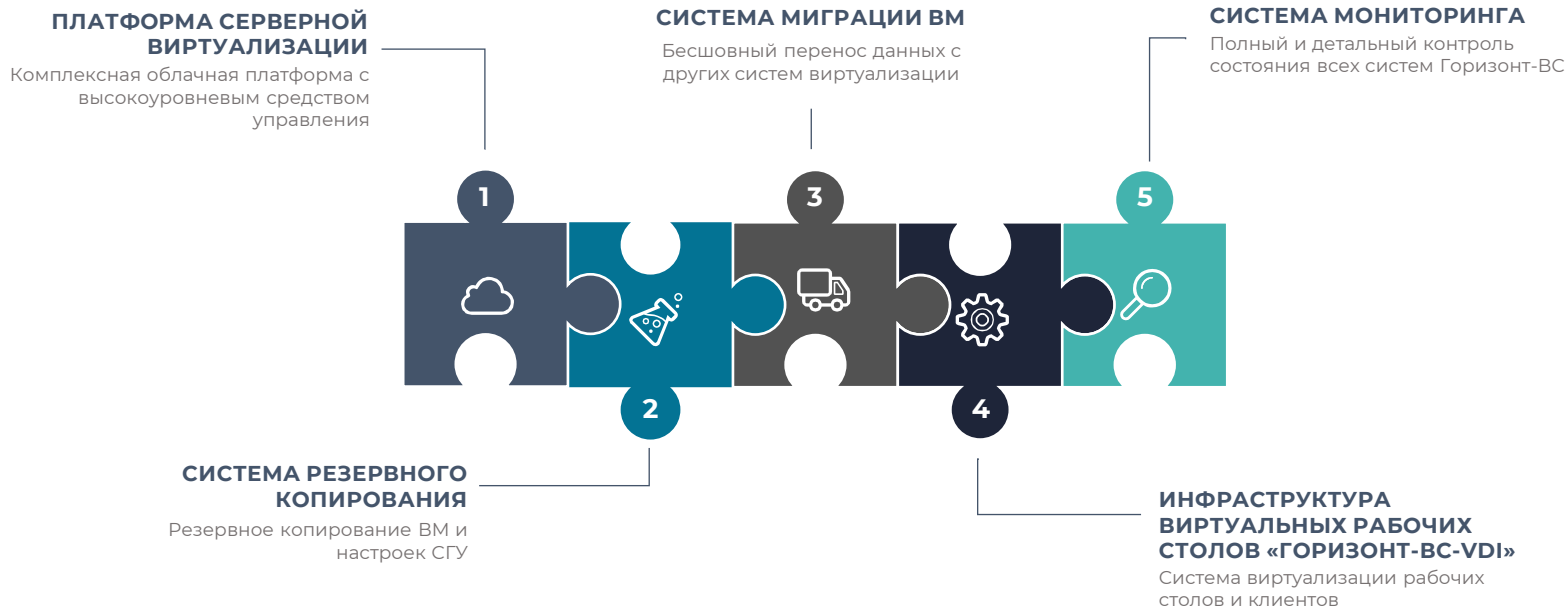 ПЛАТФОРМА СЕРВЕРНОЙ
ВИРТУАЛИЗАЦИИ
Комплексная облачная платформа с
высокоуровневым средством
управления
СИСТЕМА МИГРАЦИИ ВМ
Бесшовный перенос данных с
других систем виртуализации
СИСТЕМА МОНИТОРИНГА
Полный и детальный контроль
состояния всех систем Горизонт-ВС
1
3
5
2
4
СИСТЕМА РЕЗЕРВНОГО
КОПИРОВАНИЯ
Резервное копирование ВМ и
настроек СГУ
ИНФРАСТРУКТУРА
ВИРТУАЛЬНЫХ РАБОЧИХ
СТОЛОВ «ГОРИЗОНТ-ВС-VDI»
Система виртуализации рабочих
столов и клиентов